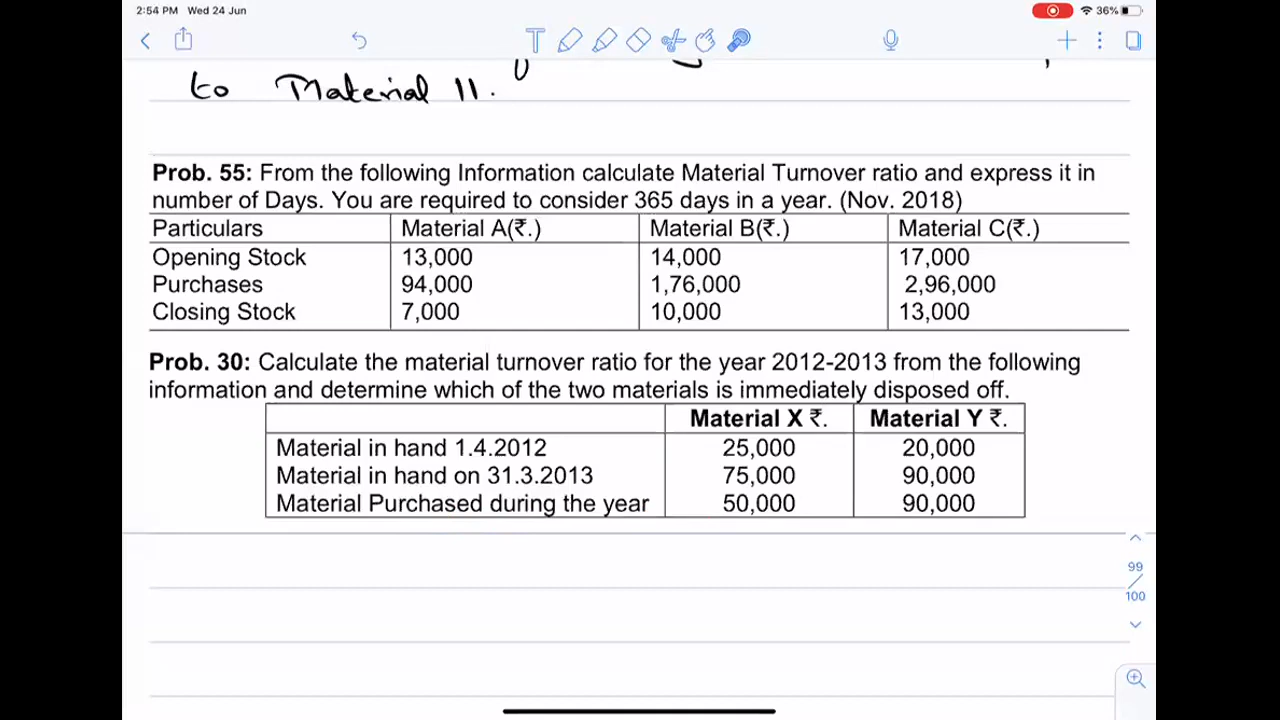 2:54 PM Wed 24 Jun
36%
to Material II.
Prob. 55: From the following Information calculate Material Turnover ratio and express it in
number of Days. You are required to consider 365 days in a year. (Nov. 2018)
Particulars Material A(₹.) Material B(₹.) Material C(₹.)
Opening Stock 13,000 14,000 17,000
Purchases 94,000 1,76,000 2,96,000
Closing Stock 7,000 10,000 13,000
Prob. 30: Calculate the material turnover ratio for the year 2012-2013 from the following
information and determine which of the two materials is immediately disposed off.
Material X ₹. Material Y ₹.
Material in hand 1.4.2012 25,000 20,000
Material in hand on 31.3.2013 75,000 90,000
Material Purchased during the year 50,000 90,000
99
100